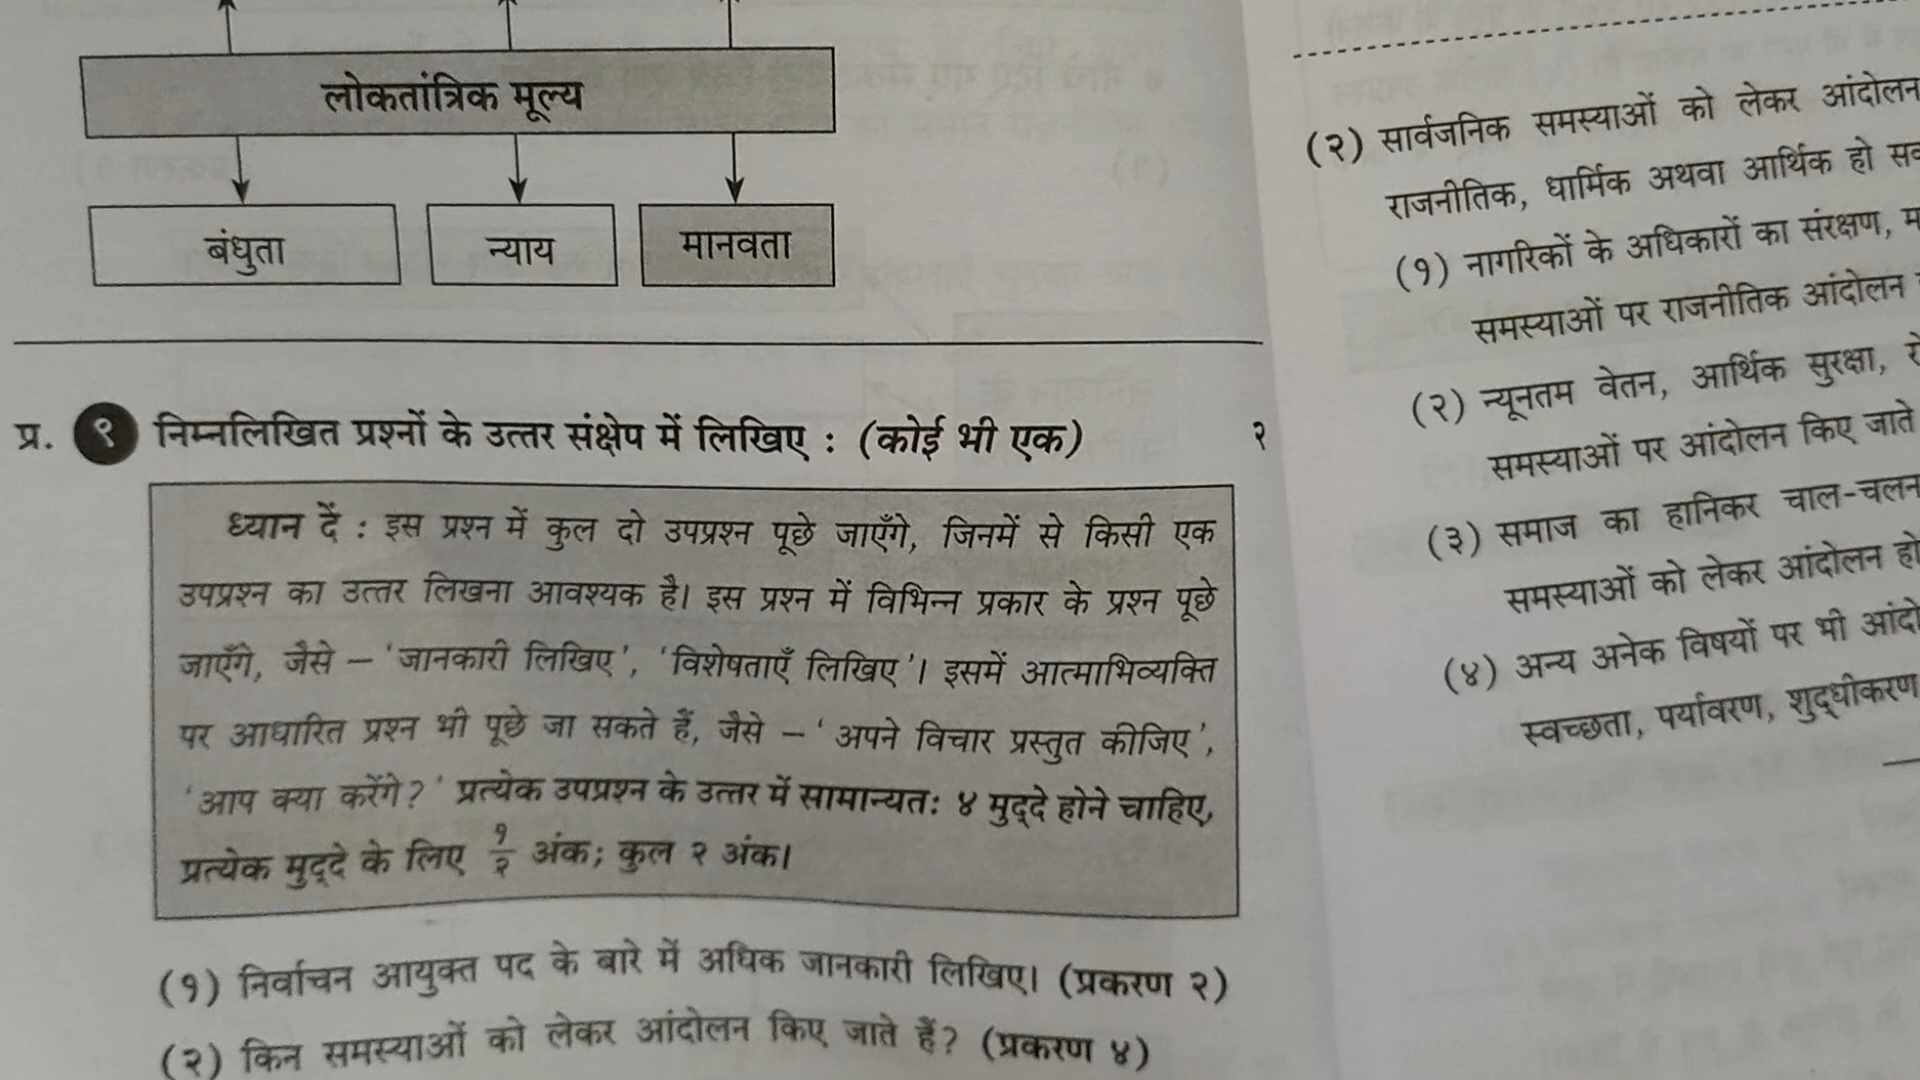 लोकतांत्रिक मूल्य
बंधुता
न्याय
मानवता
प्र. ९ निम्नलिखित प्रश्नों के उत्तर संक्षेप में लिखिए : (कोई भी एक) २
ध्यान दें : इस प्रश्न में कुल दो उपप्रश्न पूछे जाएँगे, जिनमें से किसी एक
उपप्रश्न का उत्तर लिखना आवश्यक है। इस प्रश्न में विभिन्न प्रकार के प्रश्न पूछे
जाएँगे, जैसे – 'जानकारी लिखिए', 'विशेषताएँ लिखिए'। इसमें आत्माभिव्यक्ति
पर आधारित प्रश्न भी पूछे जा सकते हैं, जैसे – 'अपने विचार प्रस्तुत कीजिए',
'आप क्या करेंगे?' प्रत्येक उपप्रश्न के उत्तर में सामान्यतः ४ मुद्दे होने चाहिए,
प्रत्येक मुद्दे के लिए १/२ अंक; कुल २ अंक।
(१) निर्वाचन आयुक्त पद के बारे में अधिक जानकारी लिखिए। (प्रकरण २)
(२) किन समस्याओं को लेकर आंदोलन किए जाते हैं? (प्रकरण ४)
(२) सार्वजनिक समस्याओं को लेकर आंदोलन
राजनीतिक, धार्मिक अथवा आर्थिक हो
(१) नागरिकों के अधिकारों का संरक्षण,
समस्याओं पर राजनीतिक आंदोलन
(२) न्यूनतम वेतन, आर्थिक सुरक्षा,
समस्याओं पर आंदोलन किए जाते
(३) समाज का हानिकर चाल-चलन
समस्याओं को लेकर आंदोलन
(४) अन्य अनेक विषयों पर भी
स्वच्छता, पर्यावरण, शुद्धीकरण